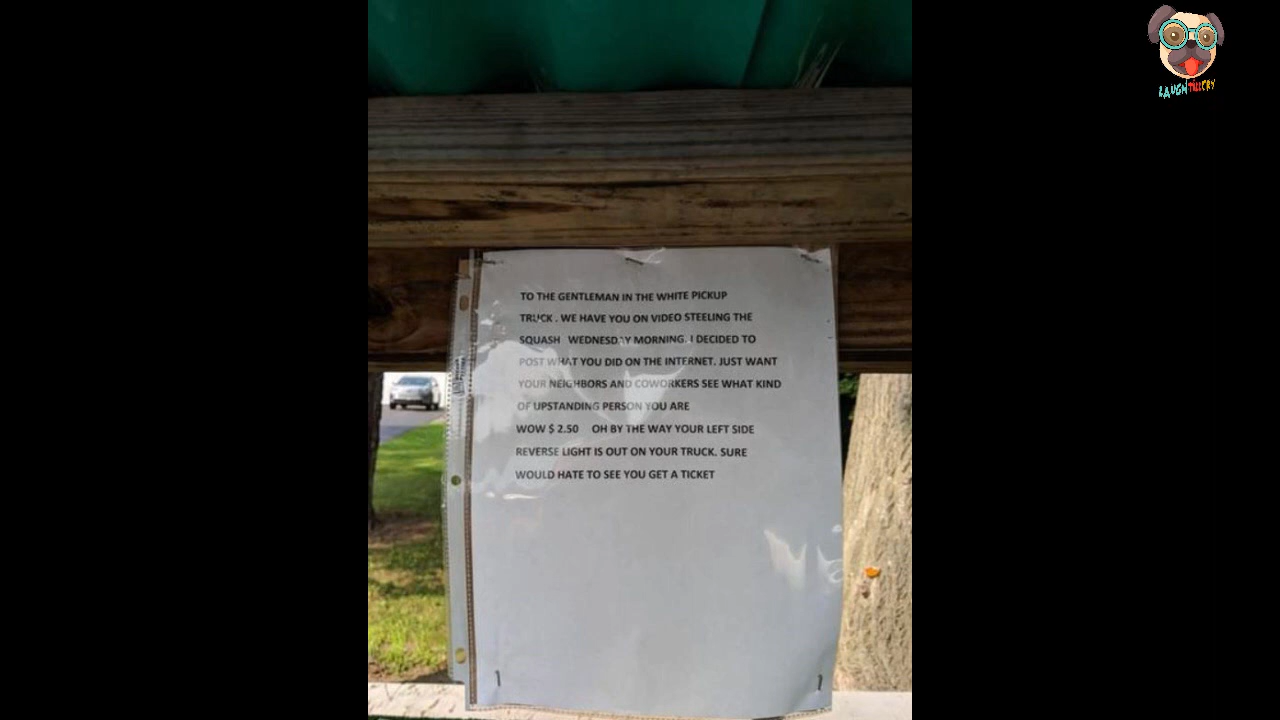 LAUGHTILLCRY
TO THE GENTLEMAN IN THE WHITE PICKUP
TRUCK . WE HAVE YOU ON VIDEO STEELING THE
SQUASH WEDNESDAY MORNING. I DECIDED TO
POST WHAT YOU DID ON THE INTERNET. JUST WANT
YOUR NEIGHBORS AND COWORKERS SEE WHAT KIND
OF UPSTANDING PERSON YOU ARE
WOW $ 2.50 OH BY THE WAY YOUR LEFT SIDE
REVERSE LIGHT IS OUT ON YOUR TRUCK. SURE
WOULD HATE TO SEE YOU GET A TICKET